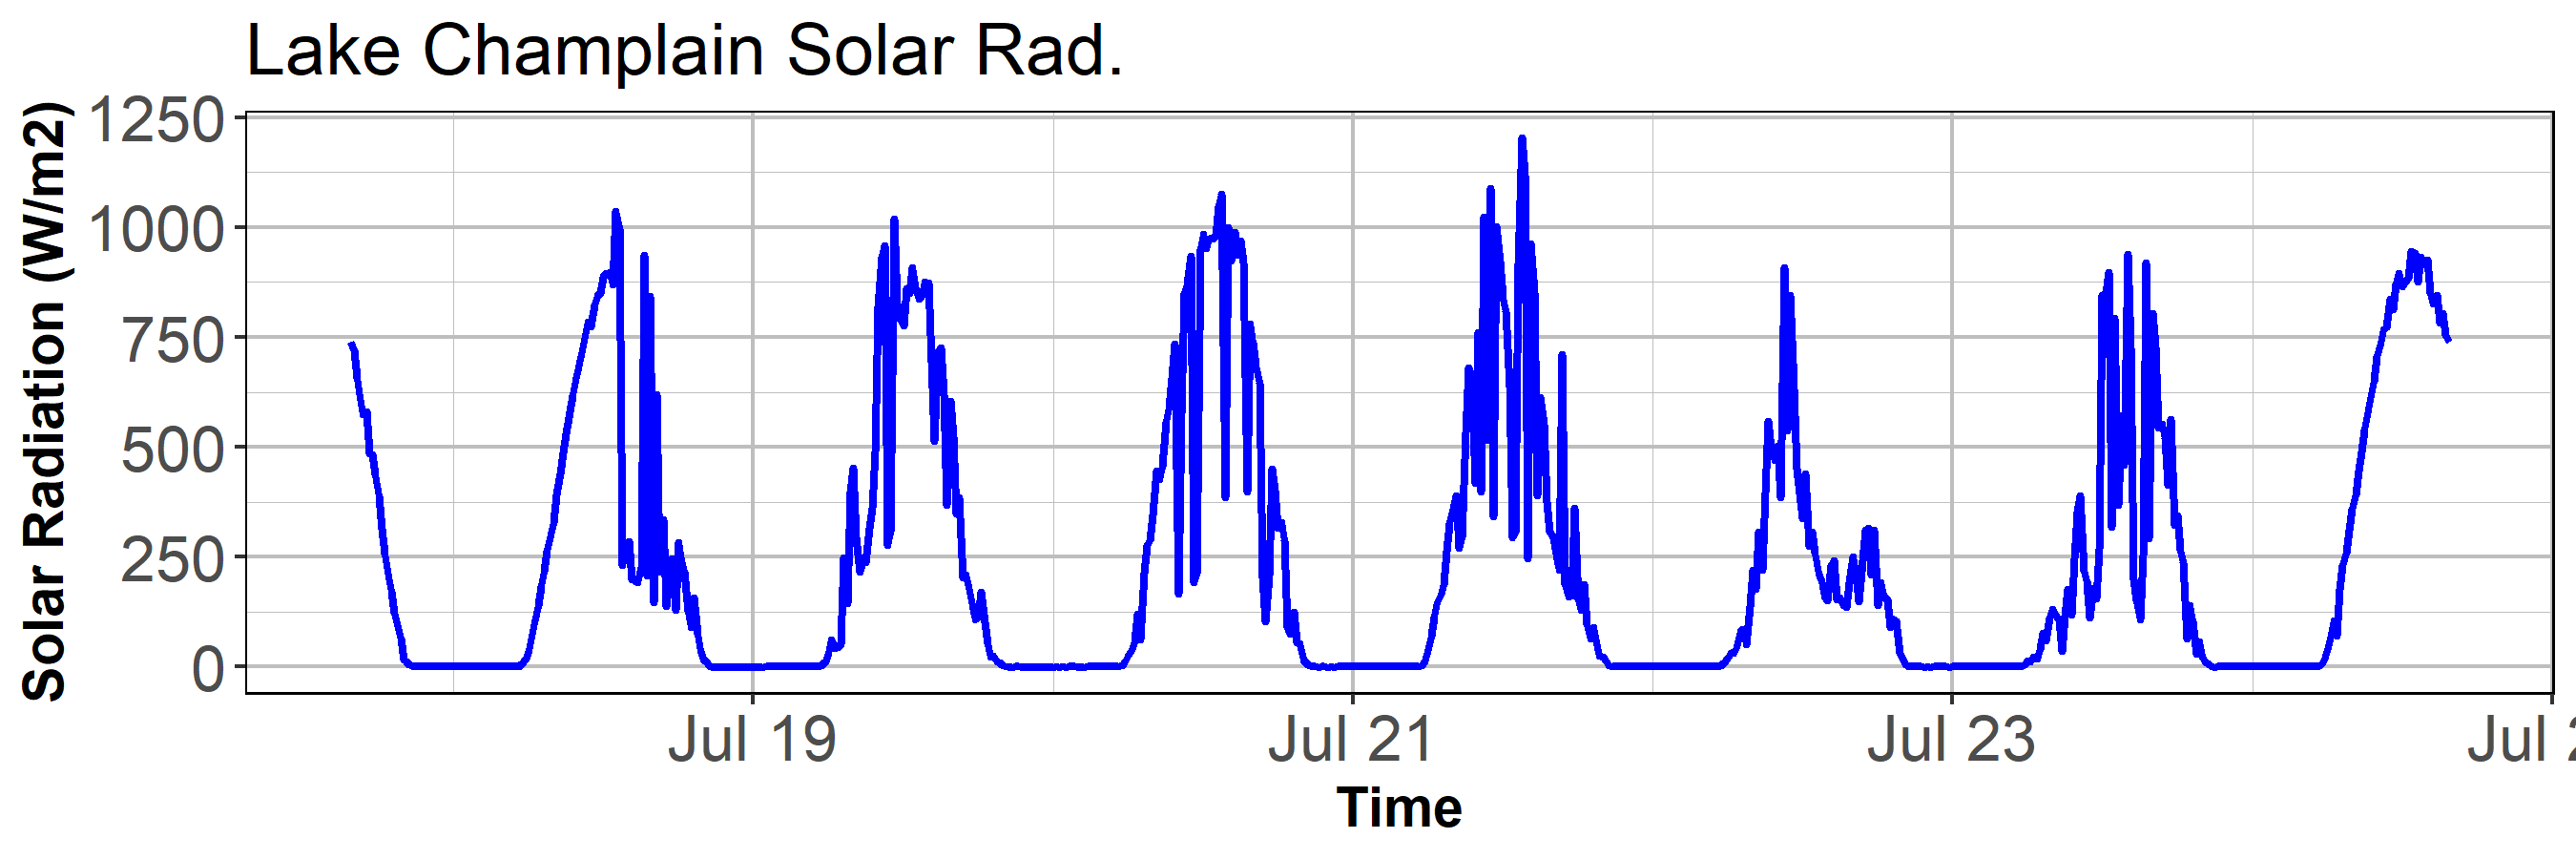 Lake Champlain Solar Rad.
Solar Radiation (W/m2)
1250
1000
750
500
250
0
Jul 19
Jul 21
Jul 23
Jul
Time